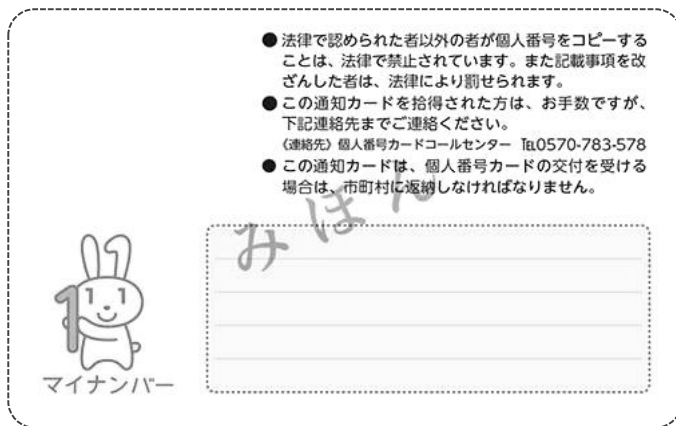 ● 法律で認められた者以外の者が個人番号をコピーする
ことは、法律で禁止されています。また記載事項を改
ざんした者は、法律により罰せられます。
● この通知カードを拾得された方は、お手数ですが、
下記連絡先までご連絡ください。
〈連絡先〉個人番号カードコールセンター ℡0570-783-578
● この通知カードは、個人番号カードの交付を受ける
場合は、市町村に返納しなければなりません。
みほん
1
マイナンバー